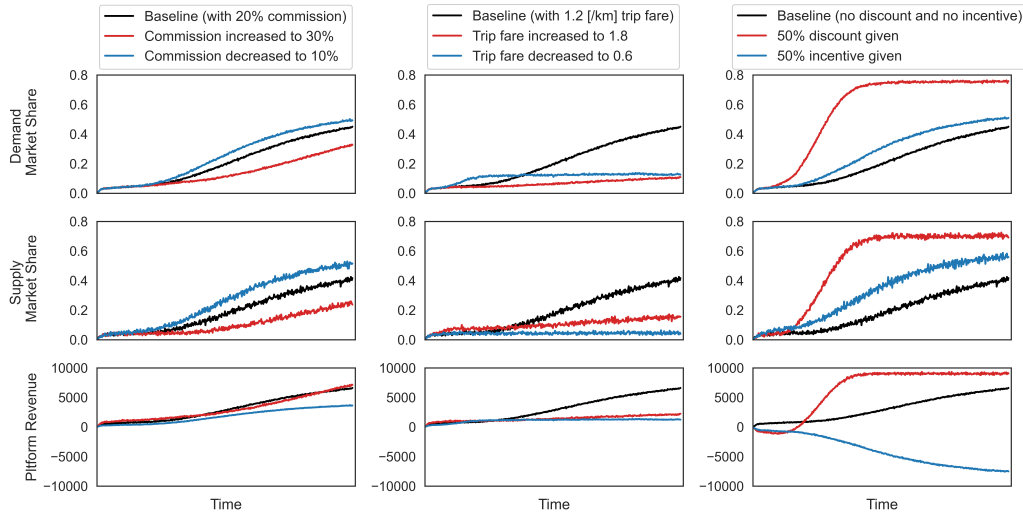 Baseline (with 20% commission)
Commission increased to 30%
Commission decreased to 10%
Baseline (with 1.2 [/km] trip fare)
Trip fare increased to 1.8
Trip fare decreased to 0.6
Baseline (no discount and no incentive)
50% discount given
50% incentive given
Demand
Market Share
0.8
0.6
0.4
0.2
0.0
0.8
0.6
0.4
0.2
0.0
0.8
0.6
0.4
0.2
0.0
Supply
Market Share
0.8
0.6
0.4
0.2
0.0
0.8
0.6
0.4
0.2
0.0
0.8
0.6
0.4
0.2
0.0
Pltform Revenue
10000
5000
0
−5000
−10000
10000
5000
0
−5000
−10000
10000
5000
0
−5000
−10000
Time
Time
Time